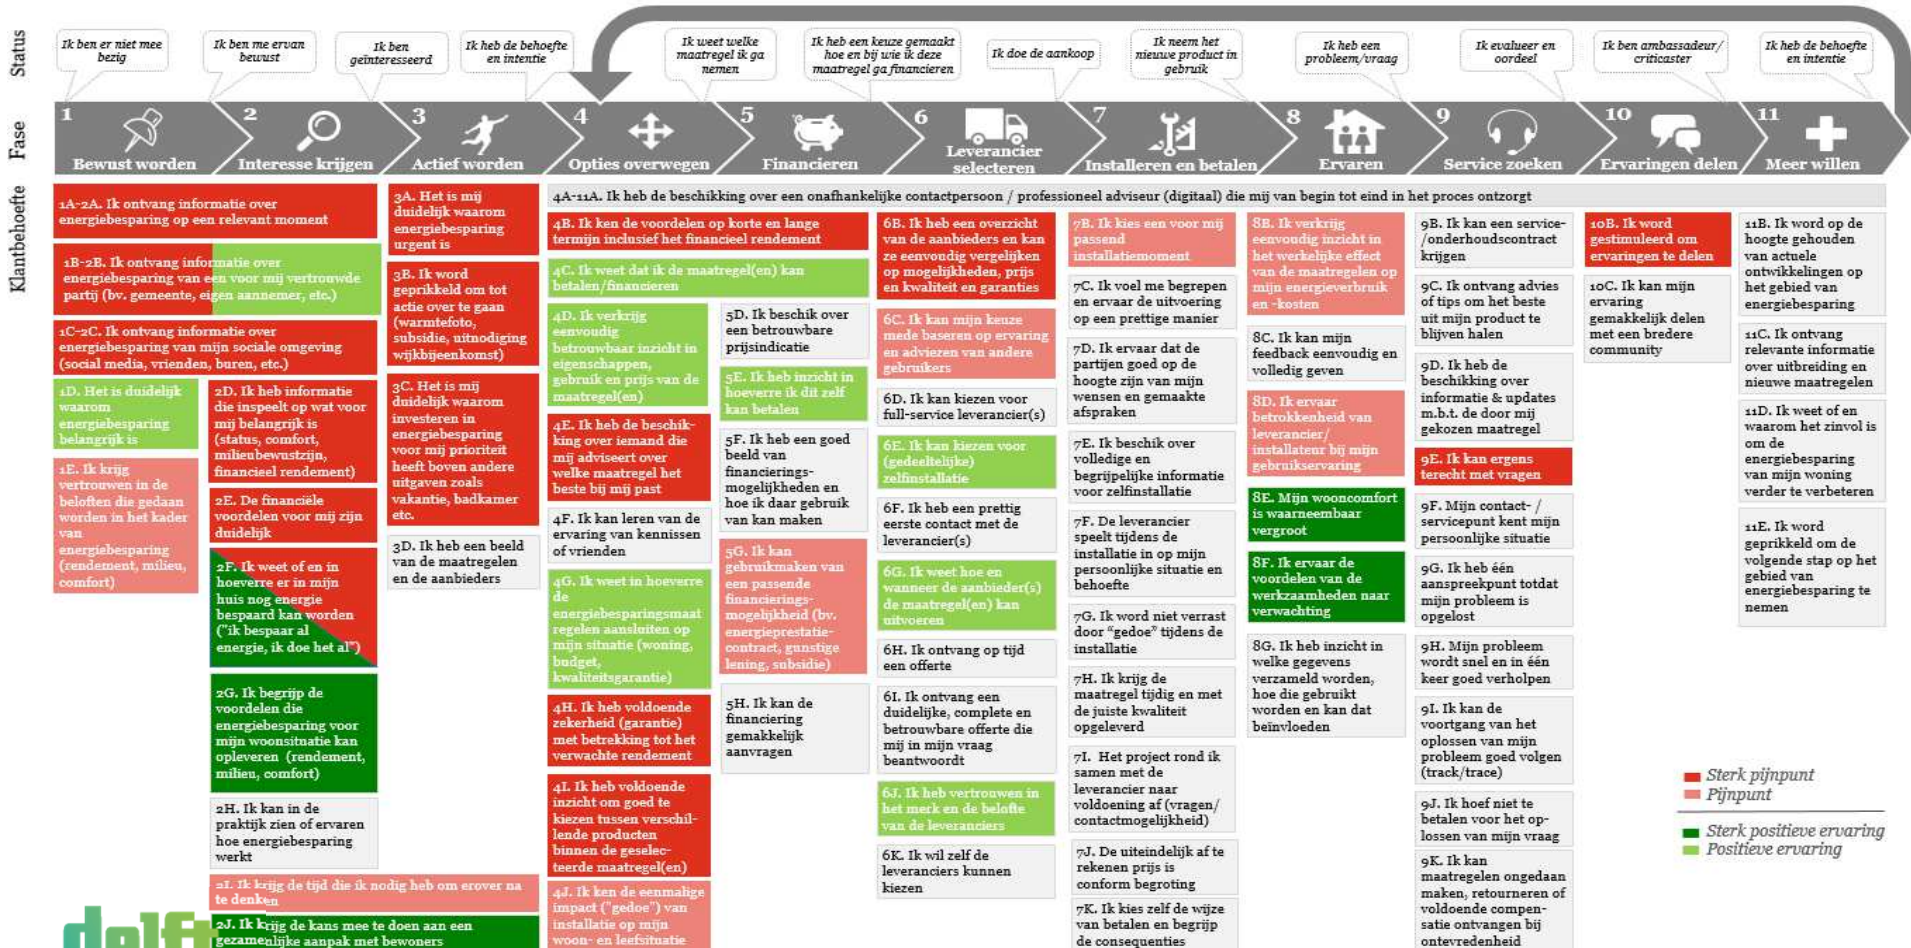 Status
Ik ben er niet mee
bezig
Ik ben me ervan
bewust
Ik ben
geïnteresseerd
Ik heb de behoefte
en intentie
Ik weet welke
maatregel ik ga
nemen
Ik heb een keuze gemaakt
hoe en bij wie ik deze
maatregel ga financieren
Ik doe de aankoop
Ik neem het
nieuwe product in
gebruik
Ik heb een
probleem/vraag
Ik evalueer en
oordeel
Ik ben ambassadeur/
criticaster
Ik heb de behoefte
en intentie
Fase
1
Bewust worden
2
Interesse krijgen
3
Actief worden
4
Opties overwegen
5
Financieren
6
Leverancier
selecteren
7
Installeren en betalen
8
Ervaren
9
Service zoeken
10
Ervaringen delen
11
Meer willen
Klantbehoefte
1A-2A. Ik ontvang informatie over
energiebesparing op een relevant moment
1B-2B. Ik ontvang informatie over
energiebesparing van een voor mij vertrouwde
partij (bv. gemeente, eigen aannemer, etc.)
1C-2C. Ik ontvang informatie over
energiebesparing van mijn sociale omgeving
(social media, vrienden, buren, etc.)
1D. Het is duidelijk
waarom
energiebesparing
belangrijk is
1E. Ik krijg
vertrouwen in de
beloften die gedaan
worden in het kader
van
energiebesparing
(rendement, milieu,
comfort)
2D. Ik heb informatie
die inspeelt op wat voor
mij belangrijk is
(status, comfort,
milieubewustzijn,
financieel rendement)
2E. De financiële
voordelen voor mij zijn
duidelijk
2F. Ik weet of en in
hoeverre er in mijn
huis nog energie
bespaard kan worden
("ik bespaar al
energie, ik doe het al")
2G. Ik begrijp de
voordelen die
energiebesparing voor
mijn woonsituatie kan
opleveren (rendement,
milieu, comfort)
2H. Ik kan in de
praktijk zien of ervaren
hoe energiebesparing
werkt
2I. Ik krijg de tijd die ik nodig heb om erover na
te denken
2J. Ik krijg de kans mee te doen aan een
gezamenlijke aanpak met bewoners
3A. Het is mij
duidelijk waarom
energiebesparing
urgent is
3B. Ik word
geprikkeld om tot
actie over te gaan
(warmtefoto,
subsidie, uitnodiging
wijkbijeenkomst)
3C. Het is mij
duidelijk waarom
investeren in
energiebesparing
voor mij prioriteit
heeft boven andere
uitgaven zoals
vakantie, badkamer
etc.
3D. Ik heb een beeld
van de maatregelen
en de aanbieders
4A-11A. Ik heb de beschikking over een onafhankelijke contactpersoon / professioneel adviseur (digitaal) die mij van begin tot eind in het proces ontzorgt
4B. Ik ken de voordelen op korte en lange
termijn inclusief het financieel rendement
4C. Ik weet dat ik de maatregel(en) kan
betalen/financieren
4D. Ik verkrijg
eenvoudig
betrouwbaar inzicht in
eigenschappen,
gebruik en prijs van de
maatregel(en)
4E. Ik heb de beschik-
king over iemand die
mij adviseert over
welke maatregel het
beste bij mij past
4F. Ik kan leren van de
ervaring van kennissen
of vrienden
4G. Ik weet in hoeverre
de
energiebesparingsmaat
regelen aansluiten op
mijn situatie (woning,
budget,
kwaliteitsgarantie)
4H. Ik heb voldoende
zekerheid (garantie)
met betrekking tot het
verwachte rendement
4I. Ik heb voldoende
inzicht om goed te
kiezen tussen verschil-
lende producten
binnen de geselec-
teerde maatregel(en)
4J. Ik ken de eenmalige
impact ("gedoe") van
installatie op mijn
woon- en leefsituatie
5D. Ik beschik over
een betrouwbare
prijsindicatie
5E. Ik heb inzicht in
hoeverre ik dit zelf
kan betalen
5F. Ik heb een goed
beeld van
financierings-
mogelijkheden en
hoe ik daar gebruik
van kan maken
5G. Ik kan
gebruikmaken van
een passende
financierings-
mogelijkheid (bv.
energieprestatie-
contract, gunstige
lening, subsidie)
5H. Ik kan de
financiering
gemakkelijk
aanvragen
6B. Ik heb een overzicht
van de aanbieders en kan
ze eenvoudig vergelijken
op mogelijkheden, prijs
en kwaliteit en garanties
6C. Ik kan mijn keuze
mede baseren op ervaring
en adviezen van andere
gebruikers
6D. Ik kan kiezen voor
full-service leverancier(s)
6E. Ik kan kiezen voor
(gedeeltelijke)
zelfinstallatie
6F. Ik heb een prettig
eerste contact met de
leverancier(s)
6G. Ik weet hoe en
wanneer de aanbieder(s)
de maatregel(en) kan
uitvoeren
6H. Ik ontvang op tijd
een offerte
6I. Ik ontvang een
duidelijke, complete en
betrouwbare offerte die
mij in mijn vraag
beantwoordt
6J. Ik heb vertrouwen in
het merk en de belofte
van de leveranciers
6K. Ik wil zelf de
leveranciers kunnen
kiezen
7B. Ik kies een voor mij
passend
installatiemoment
7C. Ik voel me begrepen
en ervaar de uitvoering
op een prettige manier
7D. Ik ervaar dat de
partijen goed op de
hoogte zijn van mijn
wensen en gemaakte
afspraken
7E. Ik beschik over
volledige en
begrijpelijke informatie
voor zelfinstallatie
7F. De leverancier
speelt tijdens de
installatie in op mijn
persoonlijke situatie en
behoefte
7G. Ik word niet verrast
door "gedoe" tijdens de
installatie
7H. Ik krijg de
maatregel tijdig en met
de juiste kwaliteit
opgeleverd
7I. Het project rond ik
samen met de
leverancier naar
voldoening af (vragen/
contactmogelijkheid)
7J. De uiteindelijk af te
rekenen prijs is
conform begroting
7K. Ik kies zelf de wijze
van betalen en begrijp
de consequenties
8B. Ik verkrijg
eenvoudig inzicht in
het werkelijke effect
van de maatregelen op
mijn energieverbruik
en -kosten
8C. Ik kan mijn
feedback eenvoudig en
volledig geven
8D. Ik ervaar
betrokkenheid van
leverancier/
installateur bij mijn
gebruikservaring
8E. Mijn wooncomfort
is waarneembaar
vergroot
8F. Ik ervaar de
voordelen van de
werkzaamheden naar
verwachting
8G. Ik heb inzicht in
welke gegevens
verzameld worden,
hoe die gebruikt
worden en kan dat
beïnvloeden
9B. Ik kan een service-
/onderhoudscontract
krijgen
9C. Ik ontvang advies
of tips om het beste
uit mijn product te
blijven halen
9D. Ik heb de
beschikking over
informatie & updates
m.b.t. de door mij
gekozen maatregel
9E. Ik kan ergens
terecht met vragen
9F. Mijn contact- /
servicepunt kent mijn
persoonlijke situatie
9G. Ik heb één
aanspreekpunt totdat
mijn probleem is
opgelost
9H. Mijn probleem
wordt snel en in één
keer goed verholpen
9I. Ik kan de
voortgang van het
oplossen van mijn
probleem goed volgen
(track/trace)
9J. Ik hoef niet te
betalen voor het op-
lossen van mijn vraag
9K. Ik kan
maatregelen ongedaan
maken, retourneren of
voldoende compen-
satie ontvangen bij
ontevredenheid
10B. Ik word
gestimuleerd om
ervaringen te delen
10C. Ik kan mijn
ervaring
gemakkelijk delen
met een bredere
community
11B. Ik word op de
hoogte gehouden
van actuele
ontwikkelingen op
het gebied van
energiebesparing
11C. Ik ontvang
relevante informatie
over uitbreiding en
nieuwe maatregelen
11D. Ik weet of en
waarom het zinvol is
om de
energiebesparing
van mijn woning
verder te verbeteren
11E. Ik word
geprikkeld om de
volgende stap op het
gebied van
energiebesparing te
nemen
Sterk pijnpunt
Pijnpunt
Sterk positieve ervaring
Positieve ervaring
delft